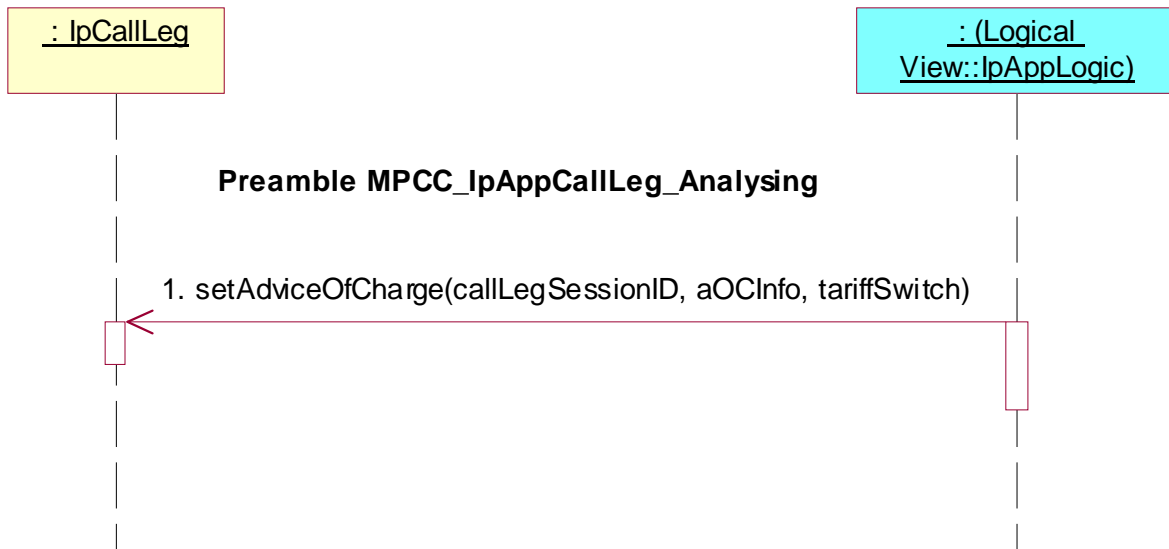 : IpCallLeg
: (Logical
View::IpAppLogic)
Preamble MPCC_IpAppCallLeg_Analysing
1. setAdviceOfCharge(callLegSessionID, aOCInfo, tariffSwitch)